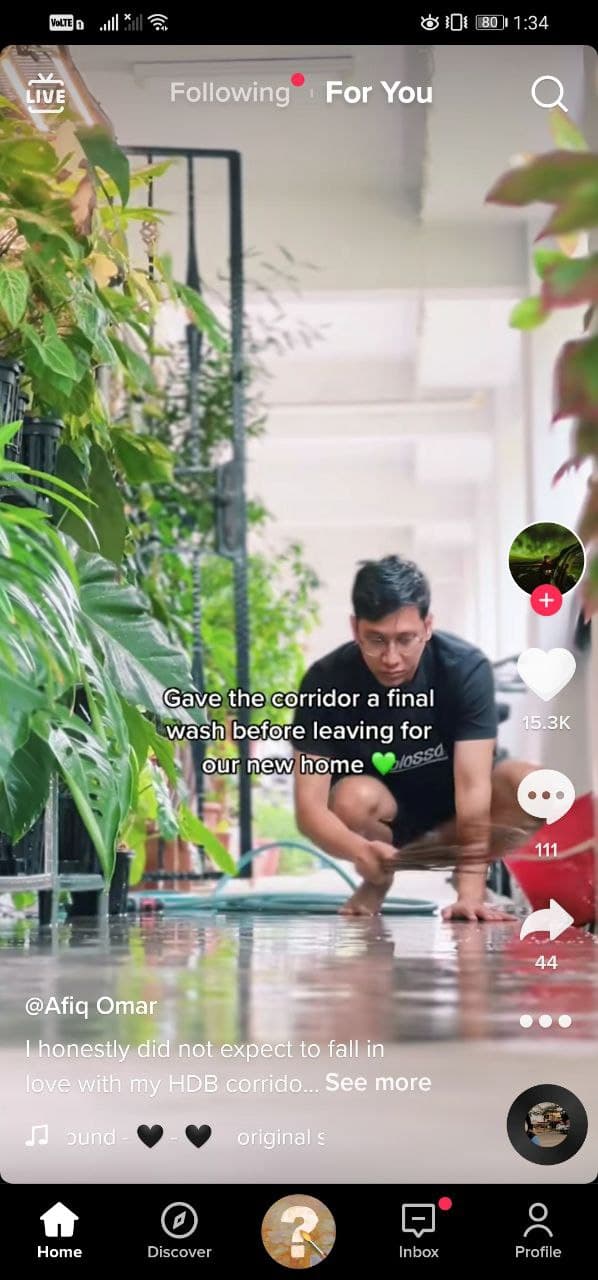 VoLTE 1
80 1:34
LIVE
Following
For You
Gave the corridor a final
wash before leaving for
our new home 💚
15.3K
111
44
@Afiq Omar
I honestly did not expect to fall in
love with my HDB corrido... See more
ound - 🖤 - 🖤 original s
Home
Discover
?
Inbox
Profile